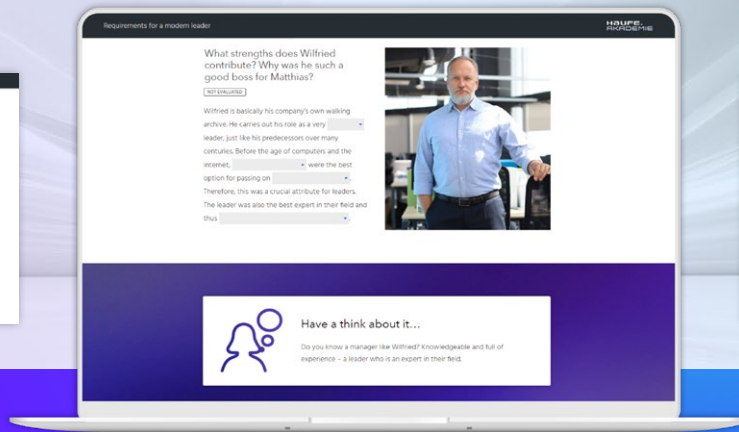 Requirements for a modern leader
HAUFE.
AKADEMIE
What strengths does Wilfried
contribute? Why was he such a
good boss for Matthias?
NOT EVALUATED
Wilfried is basically his company's own walking
archive. He carries out his role as a very
leader, just like his predecessors over many
centuries. Before the age of computers and the
internet, were the best
option for passing on .
Therefore, this was a crucial attribute for leaders.
The leader was also the best expert in their field and
thus .
Have a think about it...
Do you know a manager like Wilfried? Knowledgeable and full of
experience – a leader who is an expert in their field.